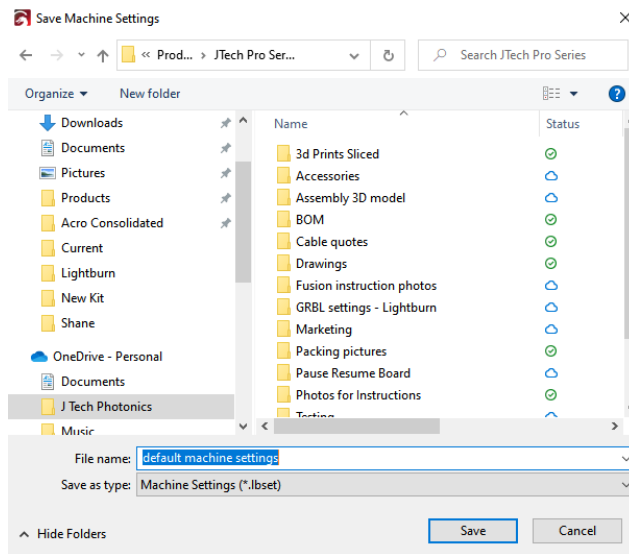 Save Machine Settings
« Prod... › JTech Pro Ser...
Search JTech Pro Series
Organize
New folder
Downloads
Documents
Pictures
Products
Acro Consolidated
Current
Lightburn
New Kit
Shane
OneDrive - Personal
Documents
J Tech Photonics
Music
Name Status
3d Prints Sliced
Accessories
Assembly 3D model
BOM
Cable quotes
Drawings
Fusion instruction photos
GRBL settings - Lightburn
Marketing
Packing pictures
Pause Resume Board
Photos for Instructions
Testing
File name: default machine settings
Save as type: Machine Settings (*.lbset)
Hide Folders
Save
Cancel